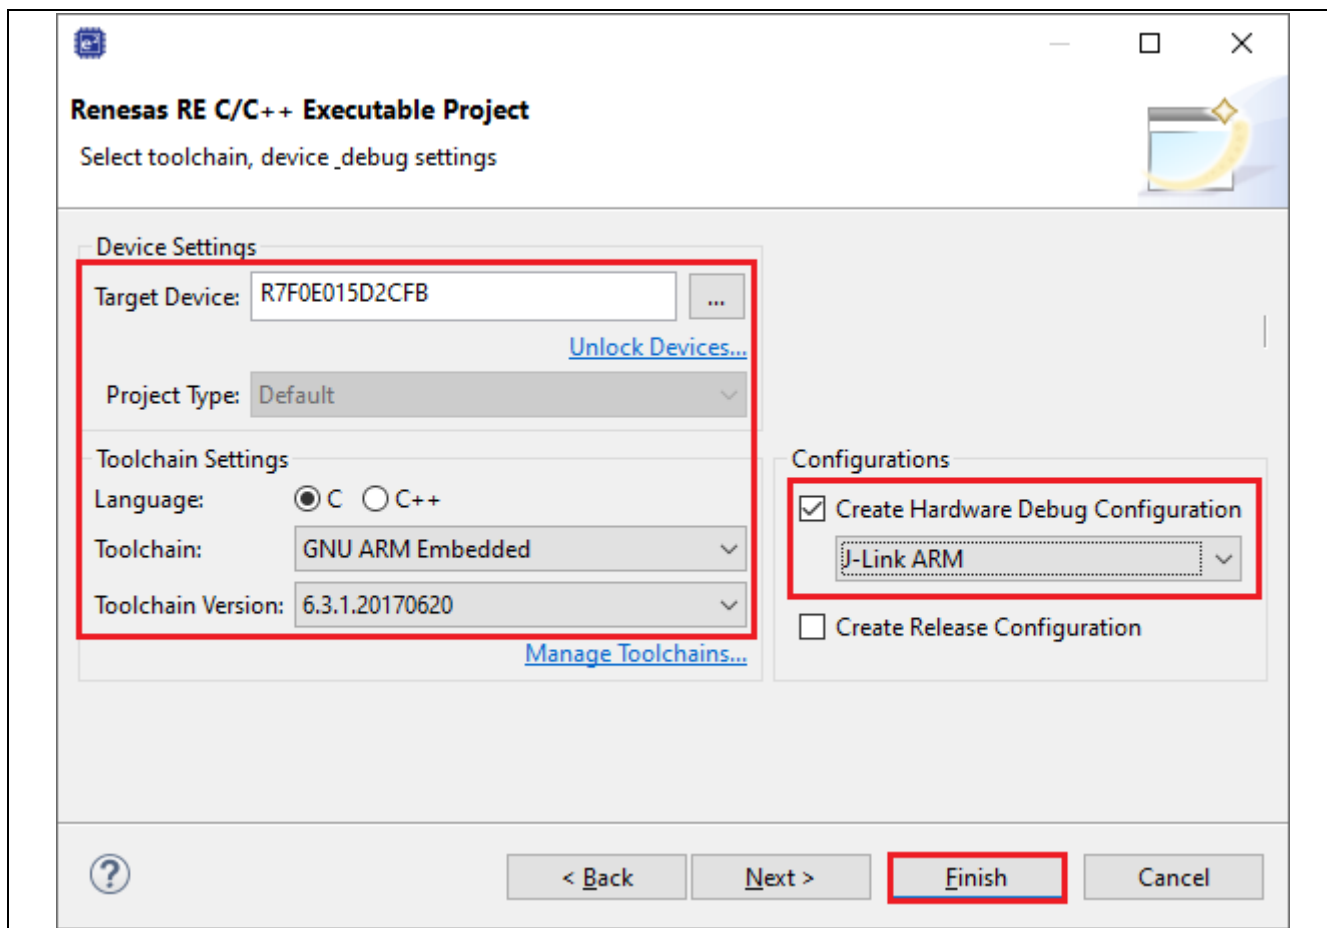 Renesas RE C/C++ Executable Project
Select toolchain, device _debug settings
Device Settings
Target Device: R7F0E015D2CFB ...
Unlock Devices...
Project Type: Default
Toolchain Settings
Language: C C++
Toolchain: GNU ARM Embedded
Toolchain Version: 6.3.1.20170620
Manage Toolchains...
Configurations
Create Hardware Debug Configuration
J-Link ARM
Create Release Configuration
? < Back Next > Finish Cancel